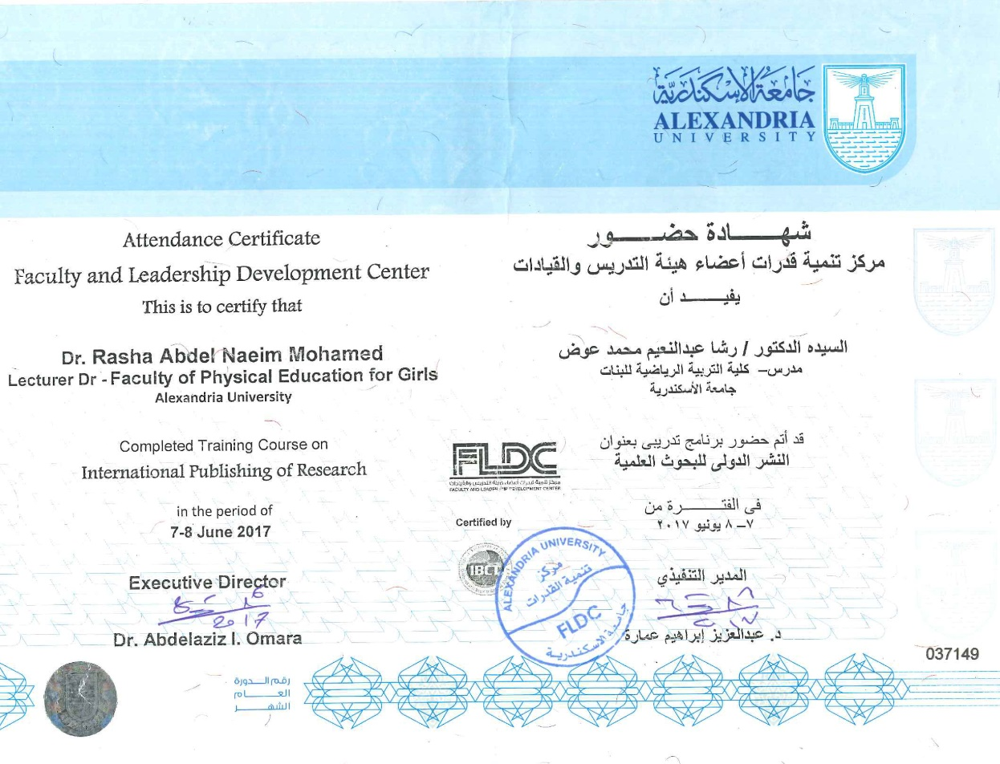 جامعة الإسكندرية
ALEXANDRIA
UNIVERSITY
Attendance Certificate
Faculty and Leadership Development Center
This is to certify that
Dr. Rasha Abdel Naeim Mohamed
Lecturer Dr - Faculty of Physical Education for Girls
Alexandria University
Completed Training Course on
International Publishing of Research
in the period of
7-8 June 2017
Executive Director
2017
Dr. Abdelaziz I. Omara
شهـــــادة حضـــــور
مركز تنمية قدرات أعضاء هيئة التدريس والقيادات
يفيـــــد أن
السيده الدكتور / رشا عبدالنعيم محمد عوض
مدرس– كلية التربية الرياضية للبنات
جامعة الأسكندرية
قد أتم حضور برنامج تدريبى بعنوان
النشر الدولى للبحوث العلمية
فى الفتـــــرة من
٧– ٨ يونيو ٢٠١٧
المدير التنفيذي
د. عبدالعزيز إبراهيم عمارة
FLDC
مركز تنمية قدرات أعضاء هيئة التدريس والقيادات
FACULTY AND LEADERSHIP DEVELOPMENT CENTER
Certified by
IBCT
ALEXANDRIA UNIVERSITY
مركز
تنمية القدرات
FLDC
جامعة الاسكندرية
037149
رقم الـــدورة
العـــــام
الشهـــــر